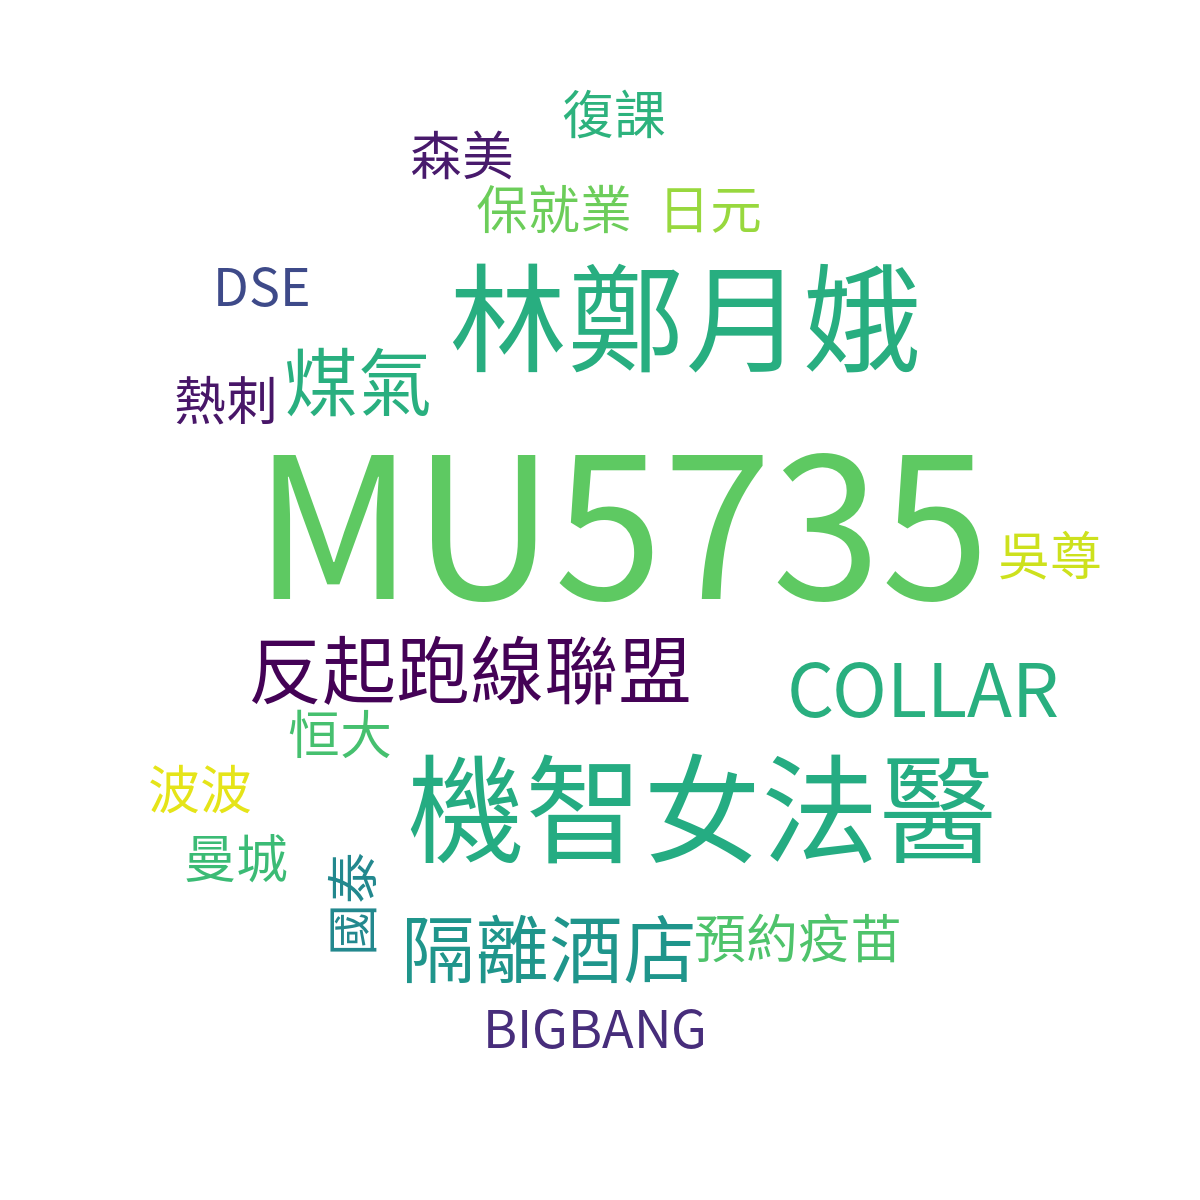 復課
森美
保就業 日元
DSE
林鄭月娥
煤氣
熱刺
MU5735
吳尊
反起跑線聯盟
COLLAR
恒大
機智女法醫
波波
曼城
國泰
隔離酒店
預約疫苗
BIGBANG